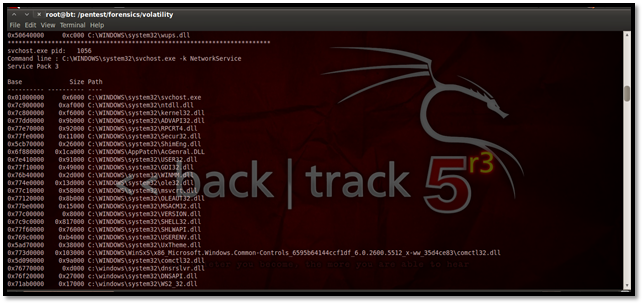 root@bt: /pentest/forensics/volatility
File Edit View Terminal Help
0x50640000 0xc000 C:\WINDOWS\system32\wups.dll
************************************************************************
svchost.exe pid: 1056
Command line : C:\WINDOWS\system32\svchost.exe -k NetworkService
Service Pack 3
Base Size Path
---------- ---------- ----
0x01000000 0x6000 C:\WINDOWS\system32\svchost.exe
0x7c900000 0xaf000 C:\WINDOWS\system32\ntdll.dll
0x7c800000 0xf6000 C:\WINDOWS\system32\kernel32.dll
0x77dd0000 0x9b000 C:\WINDOWS\system32\ADVAPI32.dll
0x77e70000 0x92000 C:\WINDOWS\system32\RPCRT4.dll
0x77fe0000 0x11000 C:\WINDOWS\system32\Secur32.dll
0x5cb70000 0x26000 C:\WINDOWS\system32\ShimEng.dll
0x6f880000 0x1ca000 C:\WINDOWS\AppPatch\AcGenral.DLL
0x7e410000 0x91000 C:\WINDOWS\system32\USER32.dll
0x77f10000 0x49000 C:\WINDOWS\system32\GDI32.dll
0x76b40000 0x2d000 C:\WINDOWS\system32\WINMM.dll
0x774e0000 0x13d000 C:\WINDOWS\system32\ole32.dll
0x77c10000 0x58000 C:\WINDOWS\system32\msvcrt.dll
0x77120000 0x8b000 C:\WINDOWS\system32\OLEAUT32.dll
0x77be0000 0x15000 C:\WINDOWS\system32\MSACM32.dll
0x77c00000 0x8000 C:\WINDOWS\system32\VERSION.dll
0x7c9c0000 0x817000 C:\WINDOWS\system32\SHELL32.dll
0x77f60000 0x76000 C:\WINDOWS\system32\SHLWAPI.dll
0x769c0000 0xb4000 C:\WINDOWS\system32\USERENV.dll
0x5ad70000 0x38000 C:\WINDOWS\system32\UxTheme.dll
0x773d0000 0x103000 C:\WINDOWS\WinSxS\x86_Microsoft.Windows.Common-Controls_6595b64144ccf1df_6.0.2600.5512_x-ww_35d4ce83\comctl32.dll
0x5d090000 0x9a000 C:\WINDOWS\system32\comctl32.dll
0x76770000 0xd000 c:\windows\system32\dnsrslvr.dll
0x76f20000 0x27000 c:\windows\system32\DNSAPI.dll
0x71ab0000 0x17000 c:\windows\system32\WS2_32.dll
<< back | track 5 r3